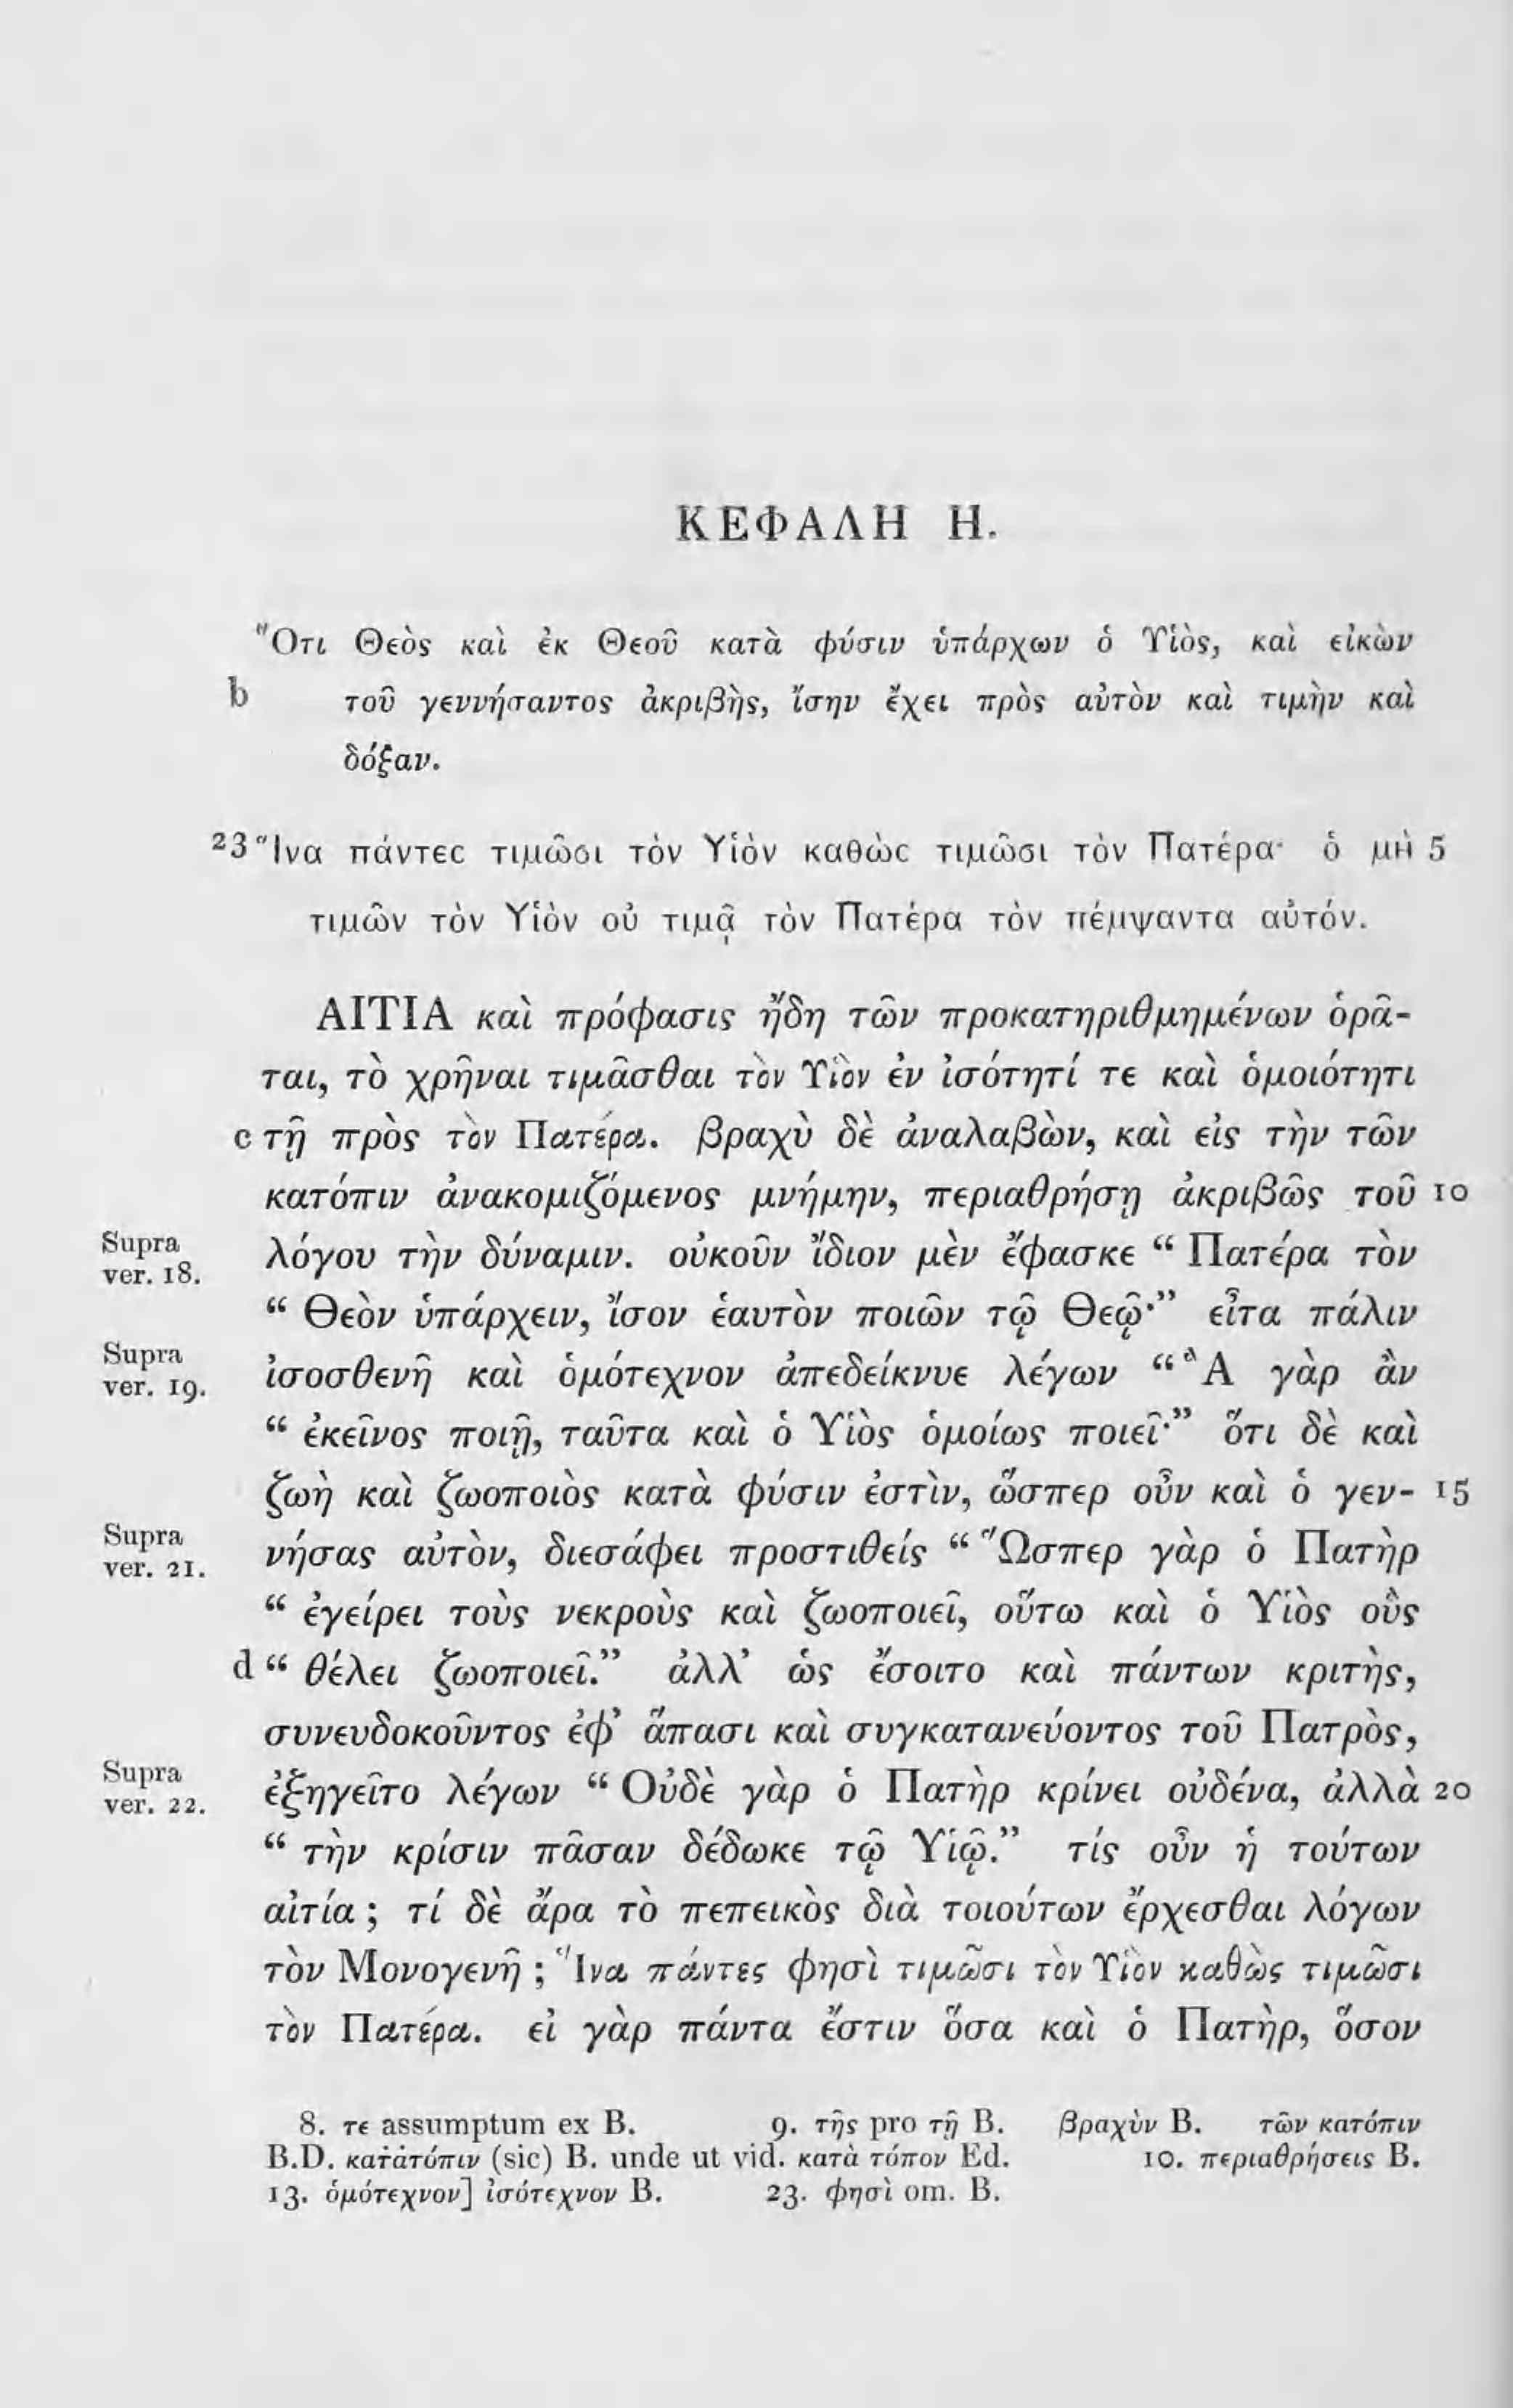 ΚΕΦΑΛΗ Η.
Ὅτι Θεὸς καὶ ἐκ Θεοῦ κατὰ φύσιν ὑπάρχων ὁ Υἱὸς, καὶ εἰκὼν
b τοῦ γεννήσαντος ἀκριβὴς, ἴσην ἔχει πρὸς αὐτὸν καὶ τιμὴν καὶ
δόξαν.
23 Ἵνα πάντες τιμῶσι τὸν Υἱὸν καθὼς τιμῶσι τὸν Πατέρα· ὁ μὴ 5
τιμῶν τὸν Υἱὸν οὐ τιμᾷ τὸν Πατέρα τὸν πέμψαντα αὐτόν.
ΑΙΤΙΑ καὶ πρόφασις ἤδη τῶν προκατηριθμημένων ὁρᾶ-
ται, τὸ χρῆναι τιμᾶσθαι τὸν Υἱὸν ἐν ἰσότητί τε καὶ ὁμοιότητι
c τῇ πρὸς τὸν Πατέρα. βραχὺ δὲ ἀναλαβὼν, καὶ εἰς τὴν τῶν
κατόπιν ἀνακομιζόμενος μνήμην, περιαθρήσῃ ἀκριβῶς τοῦ 10
Supra ver. 18. λόγου τὴν δύναμιν. οὐκοῦν ἴδιον μὲν ἔφασκε “ Πατέρα τὸν
“ Θεὸν ὑπάρχειν, ἴσον ἑαυτὸν ποιῶν τῷ Θεῷ·” εἶτα πάλιν
Supra ver. 19. ἰσοσθενῆ καὶ ὁμότεχνον ἀπεδείκνυε λέγων “ Ἃ γὰρ ἂν
“ ἐκεῖνος ποιῇ, ταῦτα καὶ ὁ Υἱὸς ὁμοίως ποιεῖ·” ὅτι δὲ καὶ
ζωὴ καὶ ζωοποιὸς κατὰ φύσιν ἐστὶν, ὥσπερ οὖν καὶ ὁ γεν- 15
Supra ver. 21. νήσας αὐτὸν, διεσάφει προστιθείς “ Ὥσπερ γὰρ ὁ Πατὴρ
“ ἐγείρει τοὺς νεκροὺς καὶ ζωοποιεῖ, οὕτω καὶ ὁ Υἱὸς οὓς
d “ θέλει ζωοποιεῖ.” ἀλλ’ ὡς ἔσοιτο καὶ πάντων κριτὴς,
συνευδοκοῦντος ἐφ’ ἅπασι καὶ συγκατανεύοντος τοῦ Πατρὸς,
Supra ver. 22. ἐξηγεῖτο λέγων “ Οὐδὲ γὰρ ὁ Πατὴρ κρίνει οὐδένα, ἀλλὰ 20
“ τὴν κρίσιν πᾶσαν δέδωκε τῷ Υἱῷ.” τίς οὖν ἡ τούτων
αἰτία ; τί δὲ ἄρα τὸ πεπεικὸς διὰ τοιούτων ἔρχεσθαι λόγων
τὸν Μονογενῆ ; Ἵνα πάντες φησὶ τιμῶσι τὸν Υἱὸν καθὼς τιμῶσι
τὸν Πατέρα. εἰ γὰρ πάντα ἔστιν ὅσα καὶ ὁ Πατὴρ, ὅσον
8. τε assumptum ex B. 9. τῆς pro τῇ B. βραχὺν B. τῶν κατόπιν
B.D. κατἀτόπιν (sic) B. unde ut vid. κατὰ τόπον Ed. 10. περιαθρήσεις B.
13. ὁμότεχνον] ἰσότεχνον B. 23. φησὶ om. B.